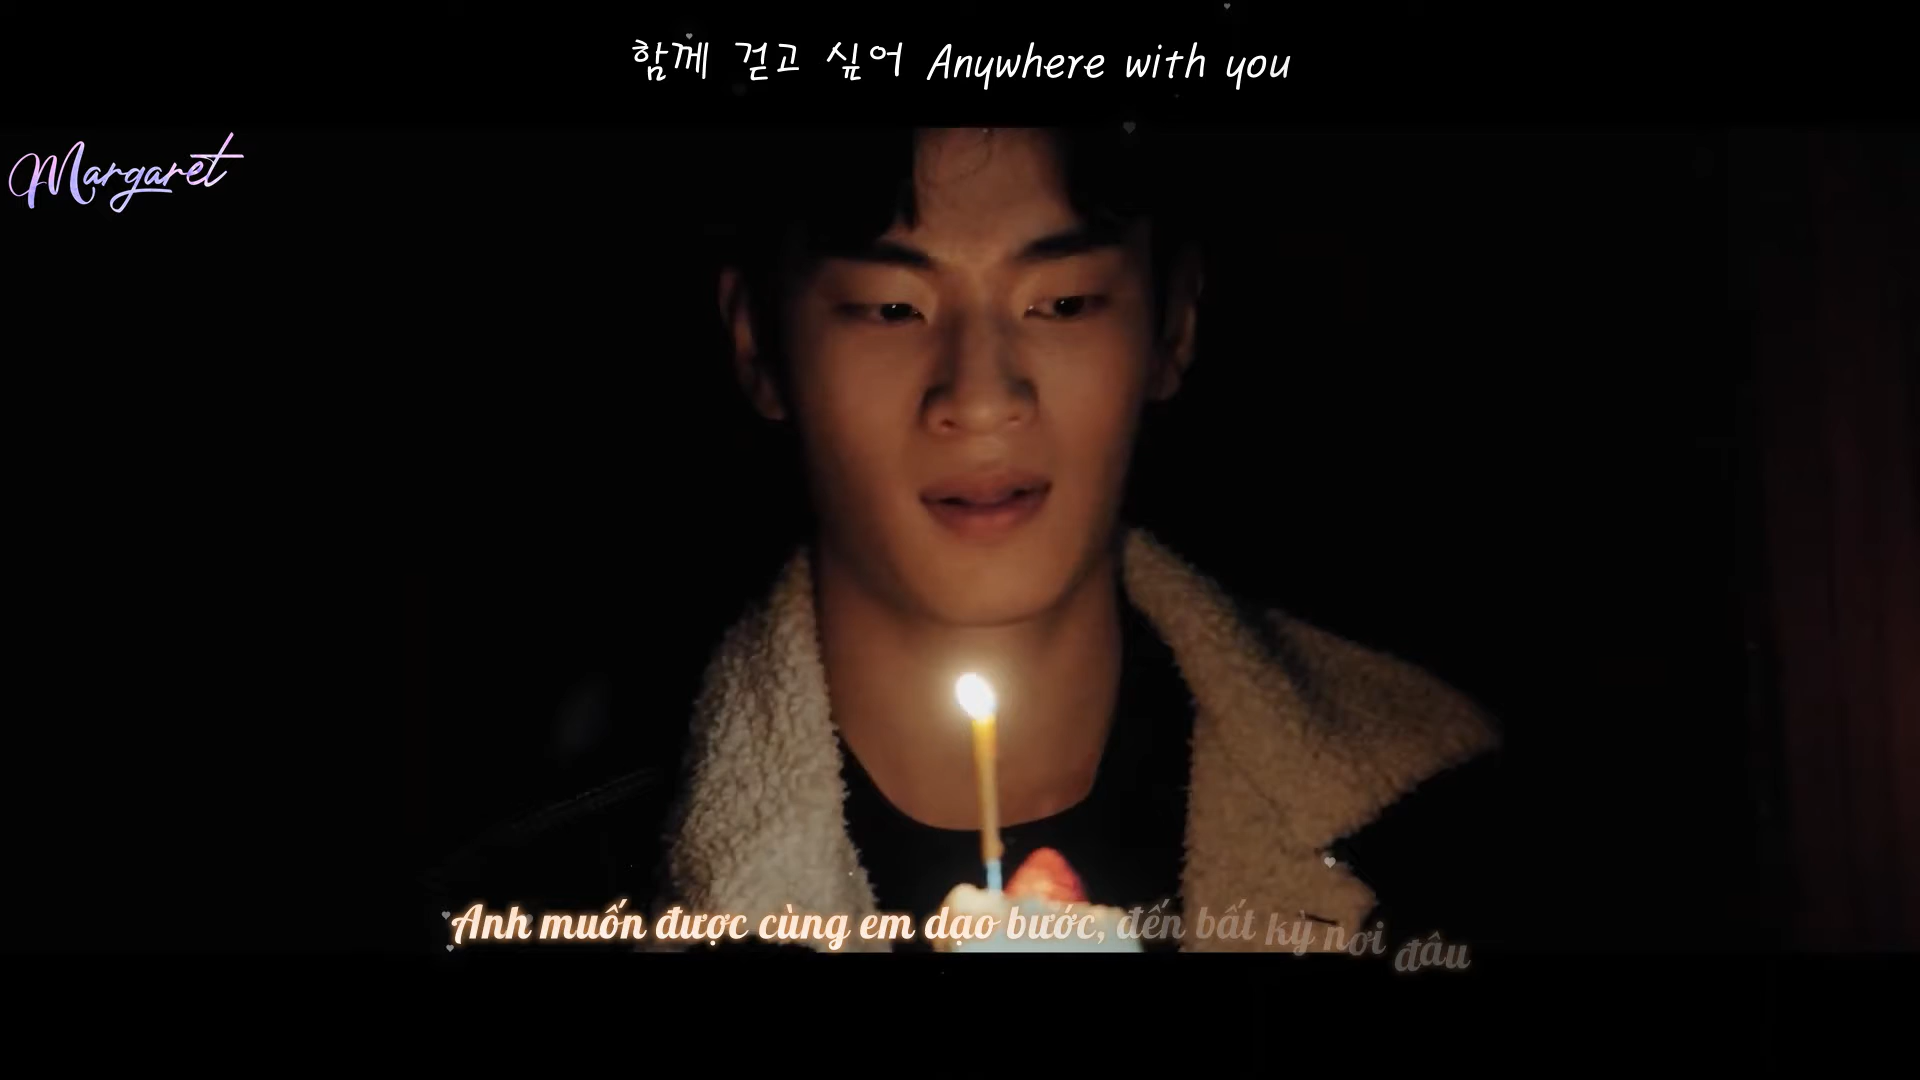 함께 걷고 싶어 Anywhere with you
Margaret
Anh muốn được cùng em dạo bước, đến bất kỳ nơi đâu